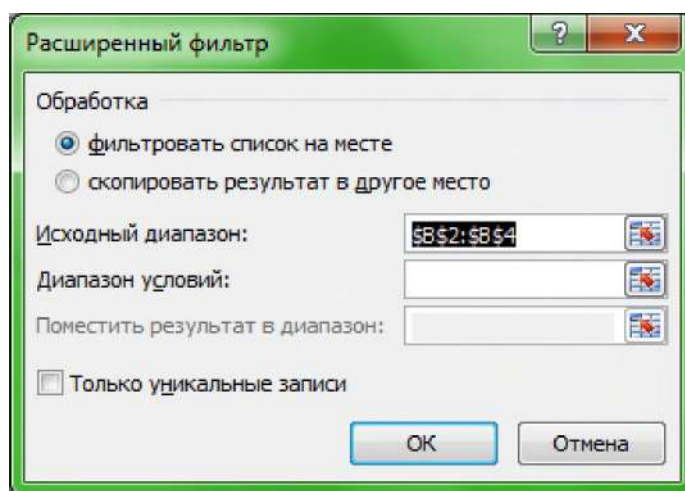 Расширенный фильтр
Обработка
фильтровать список на месте
скопировать результат в другое место
Исходный диапазон: $B$2:$B$4
Диапазон условий:
Поместить результат в диапазон:
Только уникальные записи
ОК Отмена